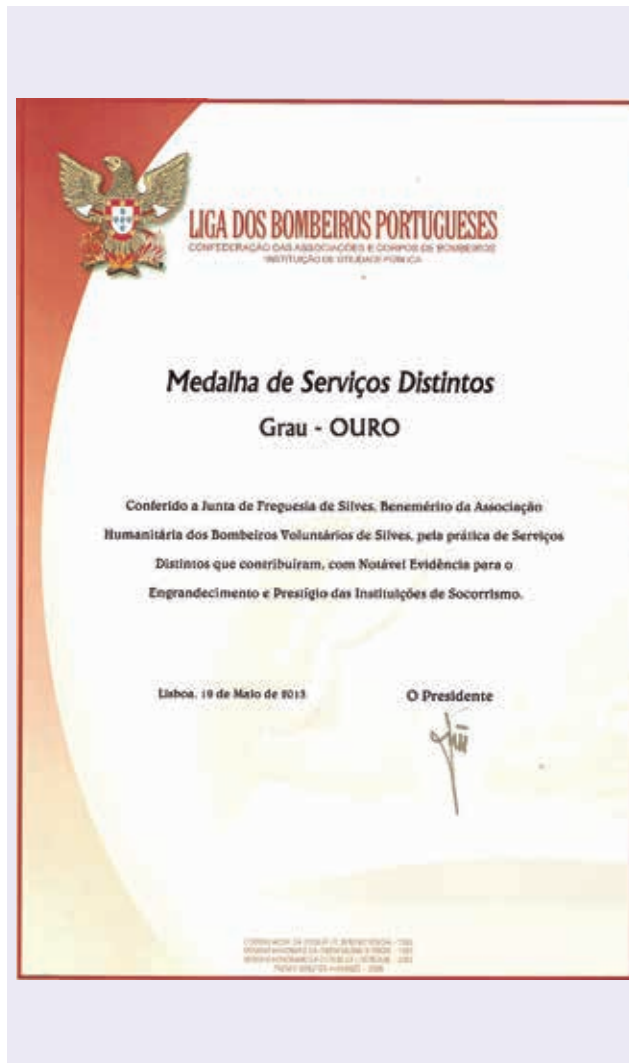 LIGA DOS BOMBEIROS PORTUGUESES
CONFEDERAÇÃO DAS ASSOCIAÇÕES E CORPOS DE BOMBEIROS
INSTITUIÇÃO DE UTILIDADE PÚBLICA
Medalha de Serviços Distintos
Grau - OURO
Conferido a Junta de Freguesia de Silves, Benemérito da Associação
Humanitária dos Bombeiros Voluntários de Silves, pela prática de Serviços
Distintos que contribuíram, com Notável Evidência para o
Engrandecimento e Prestígio das Instituições de Socorrismo.
Lisboa, 19 de Maio de 2013
O Presidente